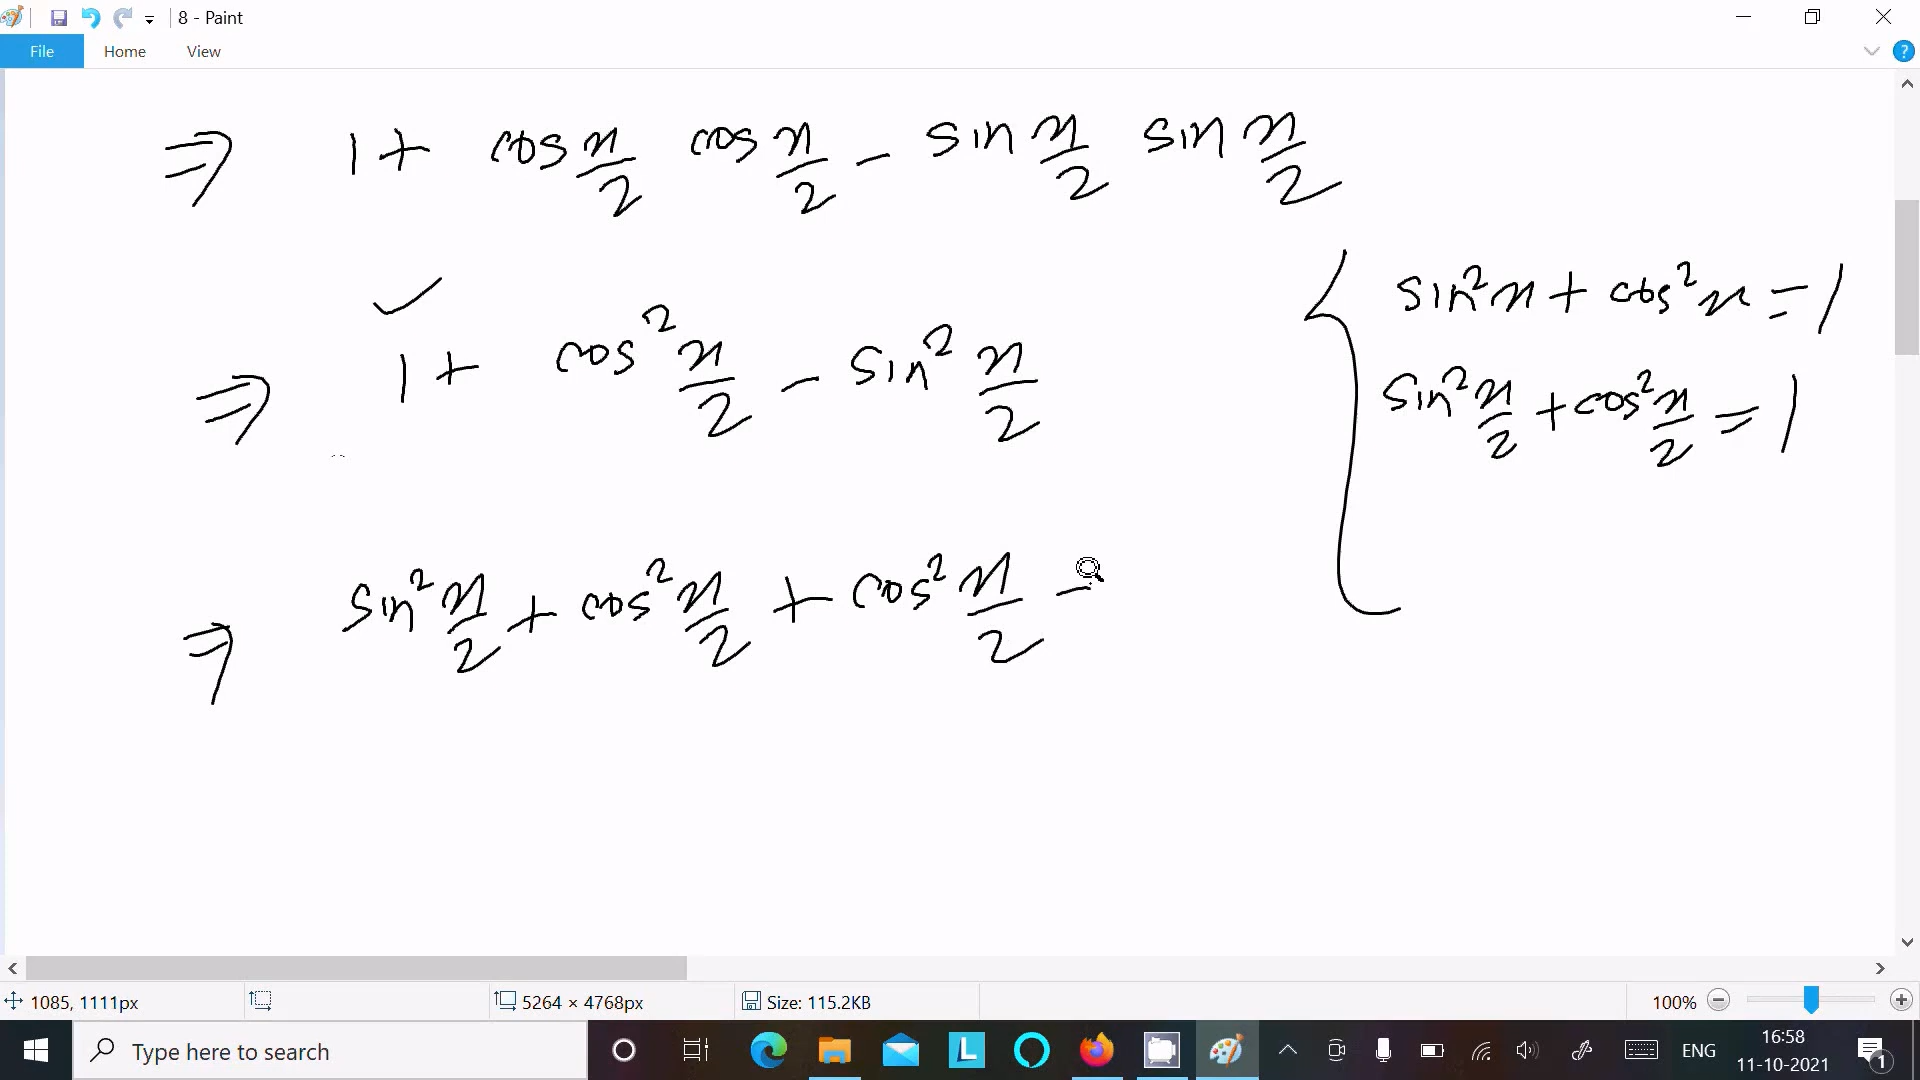 8 - Paint
File Home View
⇒ 1 + cos x/2 cos x/2 - sin x/2 sin x/2
⇒ 1 + cos² x/2 - sin² x/2
sin²x + cos²x = 1
sin² x/2 + cos² x/2 = 1
⇒ sin² x/2 + cos² x/2 + cos² x/2 -
1085, 1111px 5264 × 4768px Size: 115.2KB 100%
Type here to search
L
ENG
16:58
11-10-2021
1